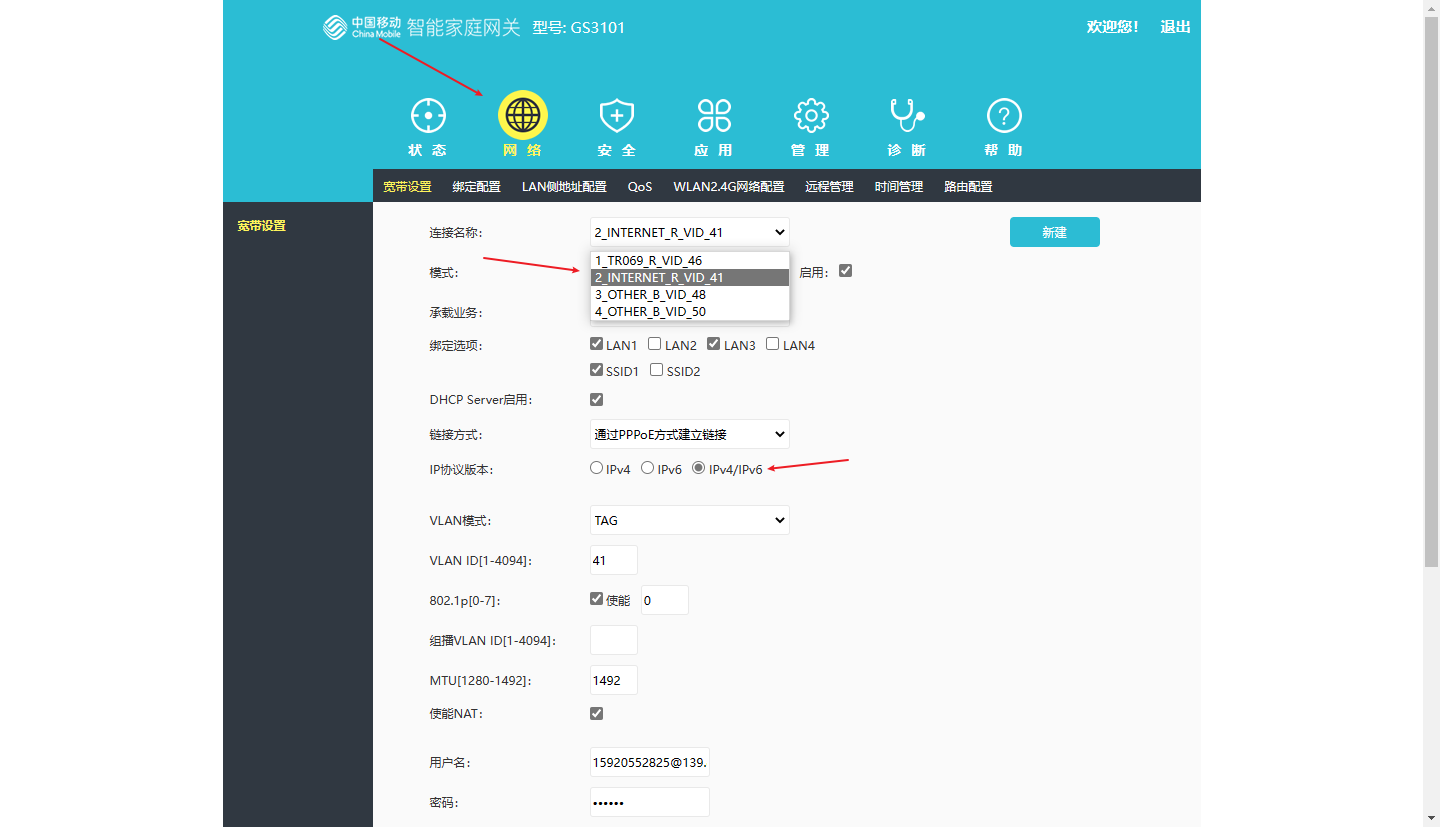 中国移动
China Mobile
智能家庭网关 型号: GS3101
欢迎您! 退出
状态 网络 安全 应用 管理 诊断 帮助
宽带设置 绑定配置 LAN侧地址配置 QoS WLAN2.4G网络配置 远程管理 时间管理 路由配置
宽带设置
连接名称: 2_INTERNET_R_VID_41 新建
1_TR069_R_VID_46
模式: 2_INTERNET_R_VID_41 启用:
3_OTHER_B_VID_48
承载业务: 4_OTHER_B_VID_50
绑定选项: LAN1 LAN2 LAN3 LAN4
SSID1 SSID2
DHCP Server启用:
链接方式: 通过PPPoE方式建立链接
IP协议版本: IPv4 IPv6 IPv4/IPv6
VLAN模式: TAG
VLAN ID[1-4094]: 41
802.1p[0-7]: 使能 0
组播VLAN ID[1-4094]:
MTU[1280-1492]: 1492
使能NAT:
用户名: 15920552825@139.
密码: ••••••